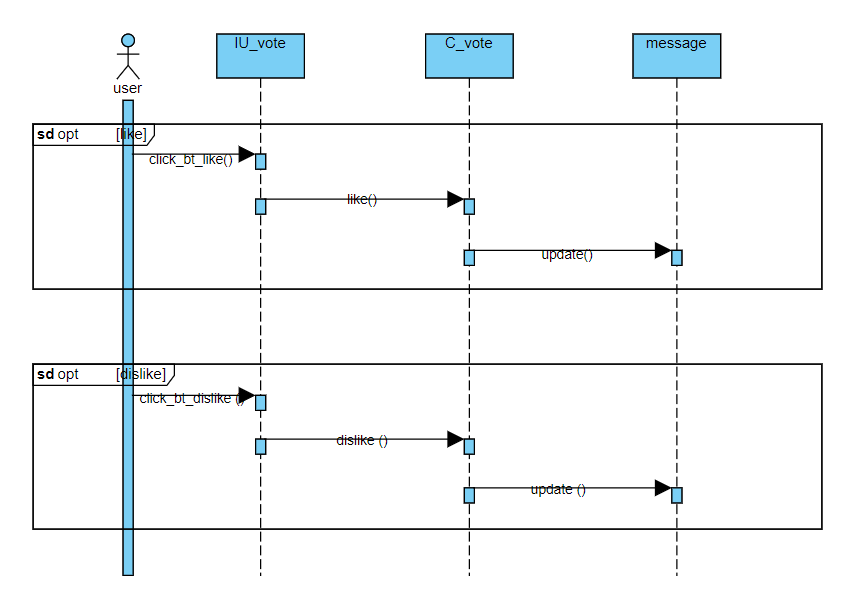 IU_vote
C_vote
message
user
sd opt [like]
click_bt_like()
like()
update()
sd opt [dislike]
click_bt_dislike ()
dislike ()
update ()